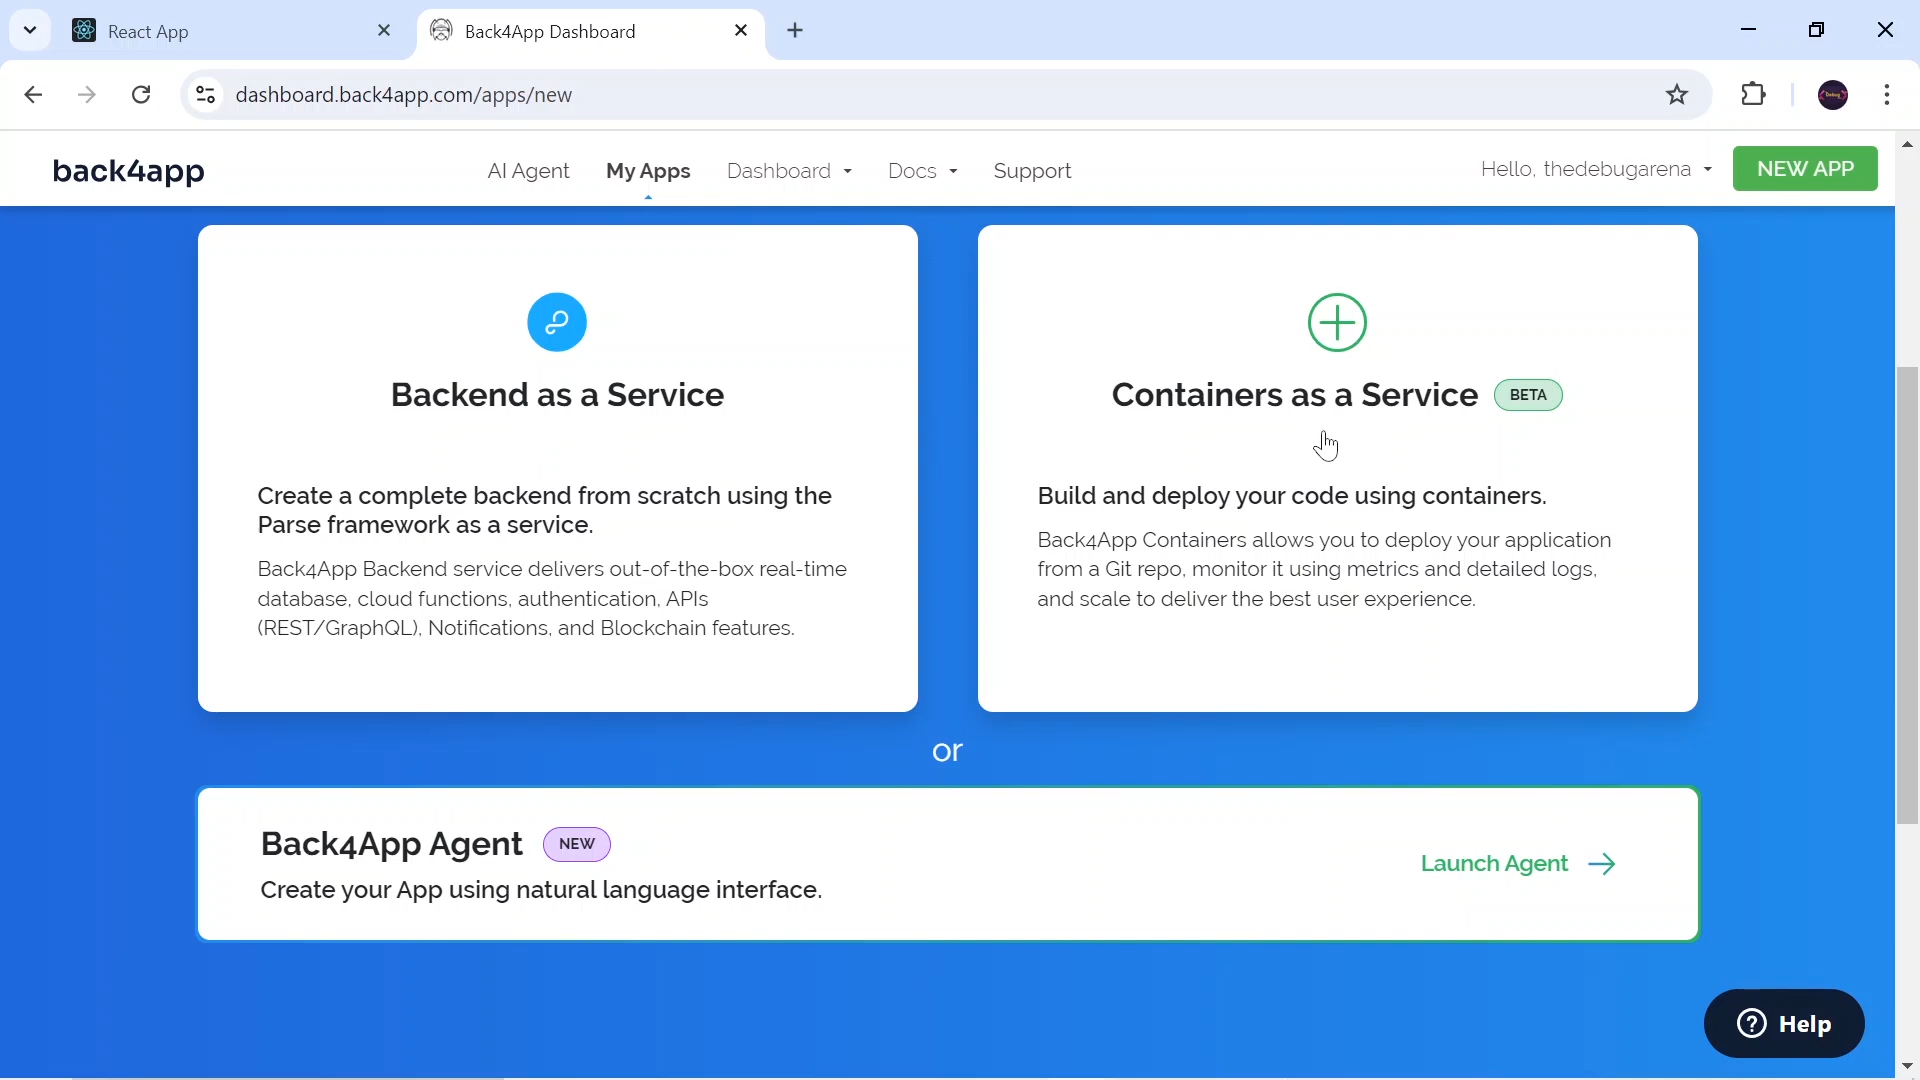 React App
Back4App Dashboard
dashboard.back4app.com/apps/new
back4app
AI Agent
My Apps
Dashboard
Docs
Support
Hello, thedebugarena
NEW APP
Backend as a Service
Create a complete backend from scratch using the
Parse framework as a service.
Back4App Backend service delivers out-of-the-box real-time
database, cloud functions, authentication, APIs
(REST/GraphQL), Notifications, and Blockchain features.
Containers as a Service
BETA
Build and deploy your code using containers.
Back4App Containers allows you to deploy your application
from a Git repo, monitor it using metrics and detailed logs,
and scale to deliver the best user experience.
or
Back4App Agent
NEW
Create your App using natural language interface.
Launch Agent
Help